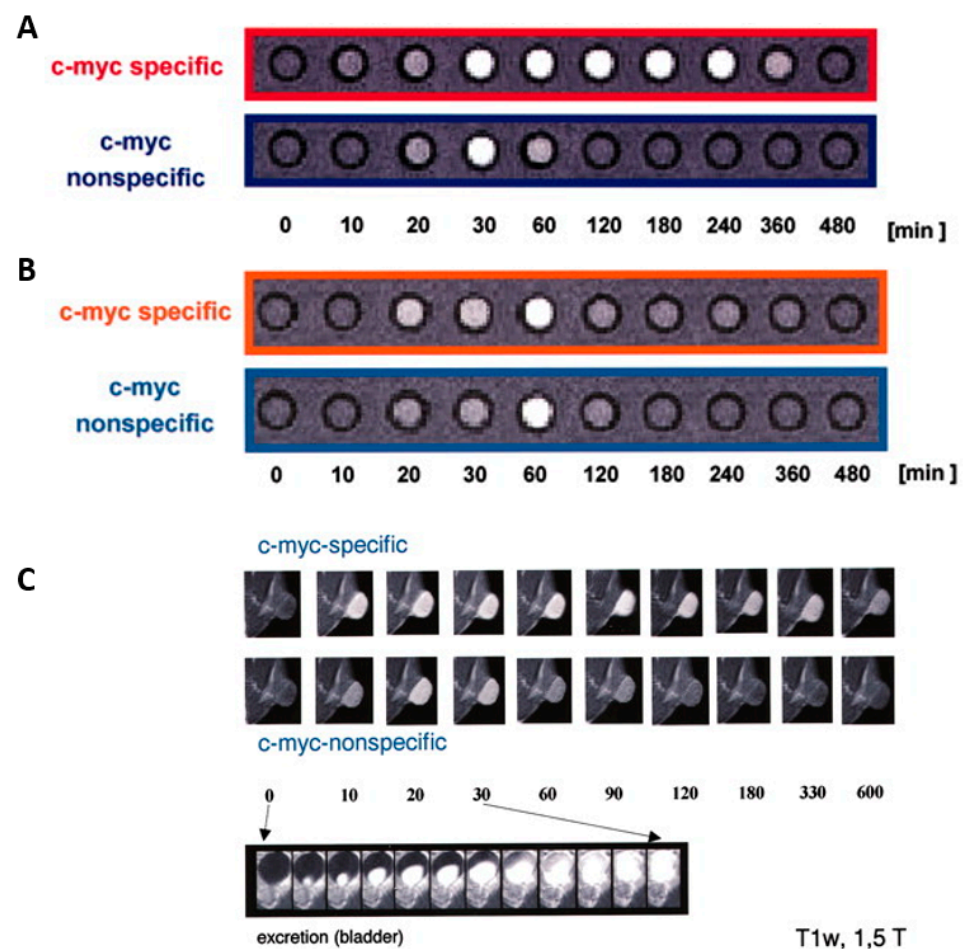 A
c-myc specific
c-myc
nonspecific
0 10 20 30 60 120 180 240 360 480 [min ]
B
c-myc specific
c-myc
nonspecific
0 10 20 30 60 120 180 240 360 480 [min ]
c-myc-specific
C
c-myc-nonspecific
0 10 20 30 60 90 120 180 330 600
excretion (bladder)
T1w, 1,5 T